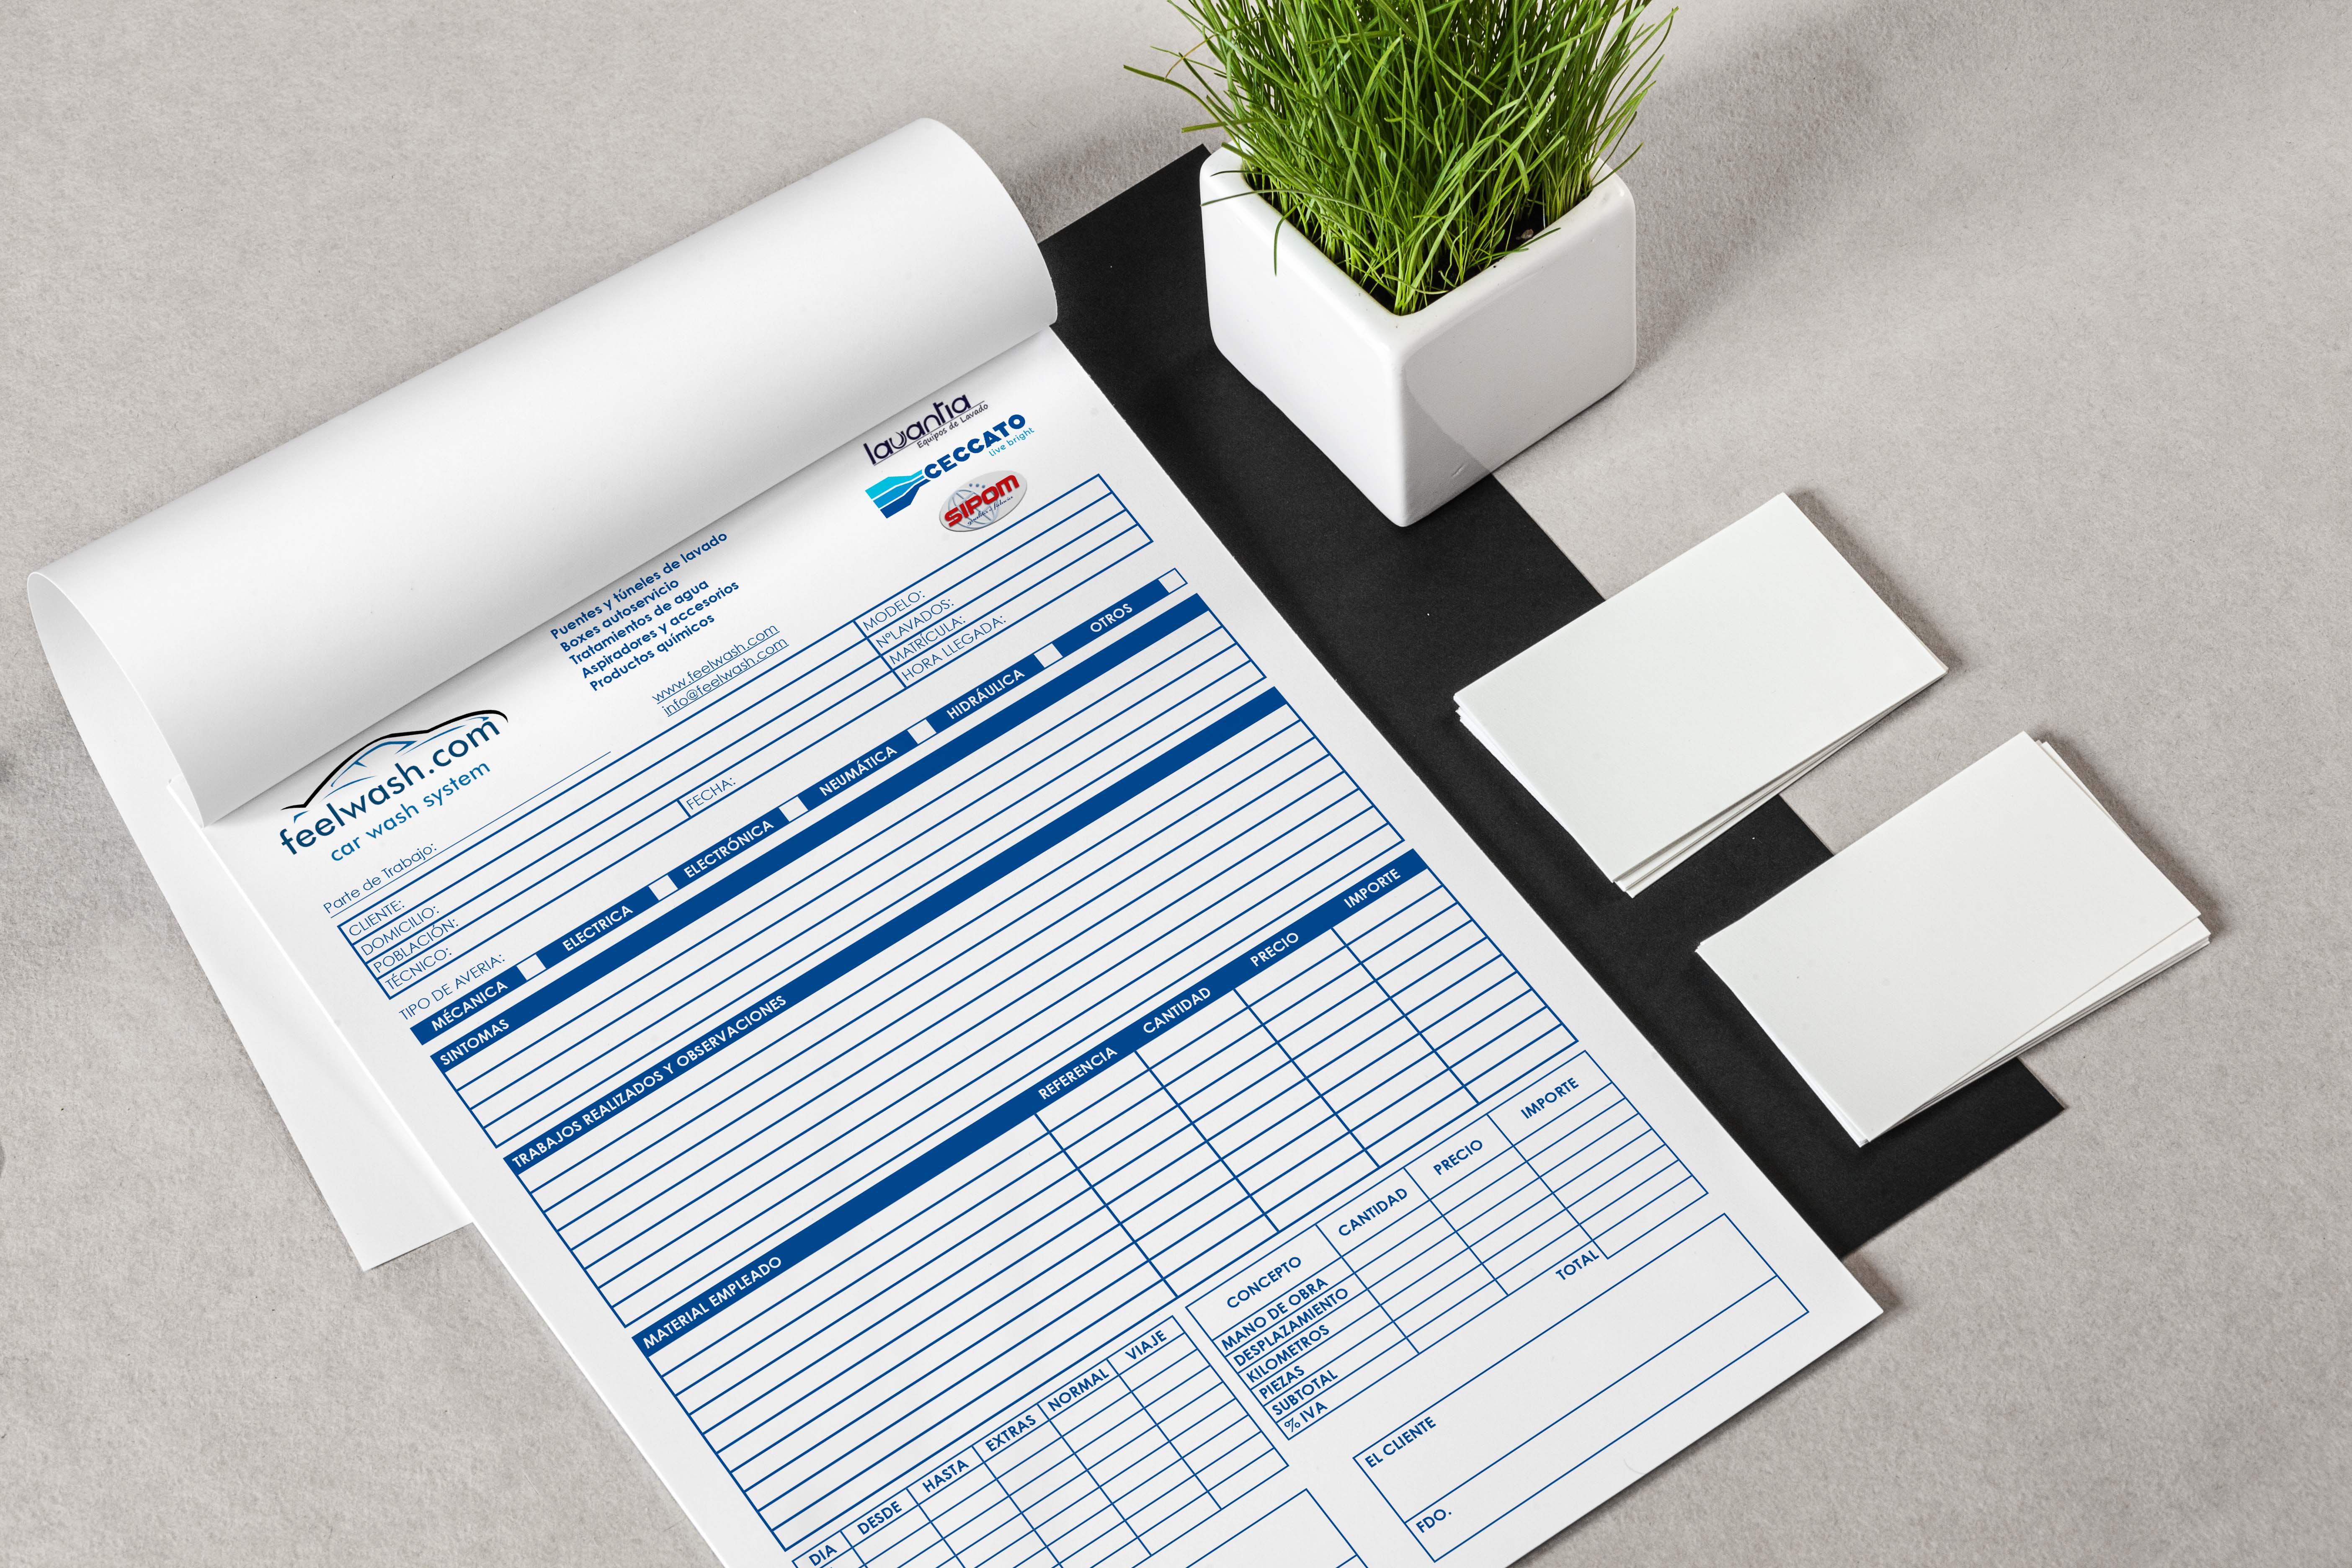 feelwash.com
car wash system
Puentes y túneles de lavado
Boxes autoservicio
Tratamientos de agua
Aspiradores y accesorios
Productos químicos
www.feelwash.com
info@feelwash.com
lavantia
Equipos de Lavado
CECCATO
live bright
SIPOM
Parte de Trabajo:
CLIENTE:
DOMICILIO:
POBLACIÓN:
TÉCNICO:
FECHA:
MODELO:
NºLAVADOS:
MATRÍCULA:
HORA LLEGADA:
TIPO DE AVERIA:
MÉCANICA ELECTRICA ELECTRÓNICA NEUMÁTICA HIDRÁULICA OTROS
SINTOMAS
TRABAJOS REALIZADOS Y OBSERVACIONES
MATERIAL EMPLEADO REFERENCIA CANTIDAD PRECIO IMPORTE
DIA DESDE HASTA EXTRAS NORMAL VIAJE
CONCEPTO CANTIDAD PRECIO IMPORTE
MANO DE OBRA
DESPLAZAMIENTO
KILOMETROS
PIEZAS
SUBTOTAL
% IVA
TOTAL
EL CLIENTE
FDO.